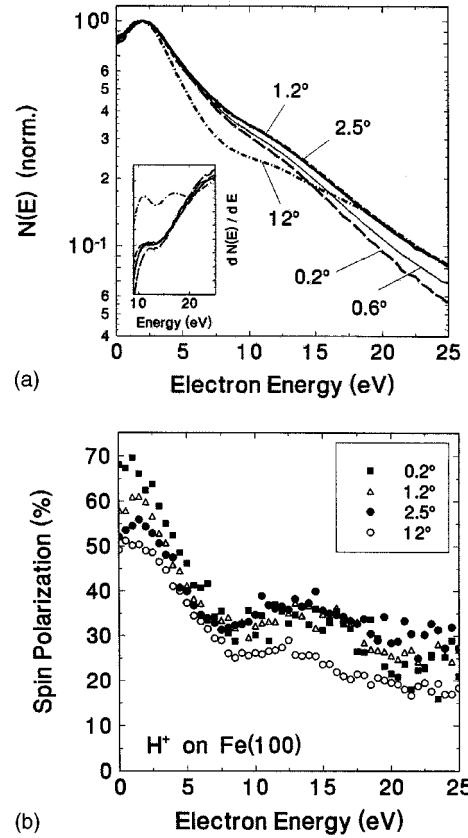 10⁰
8
6
5
4
3
2
10⁻¹
8
6
5
4
N(E) (norm.)
1.2°
2.5°
12°
0.2°
0.6°
d N(E) / d E
10 20
Energy (eV)
0 5 10 15 20 25
Electron Energy (eV)
(a)
70
60
50
40
30
20
10
0
Spin Polarization (%)
0.2°
1.2°
2.5°
12°
H⁺ on Fe(100)
0 5 10 15 20 25
Electron Energy (eV)
(b)